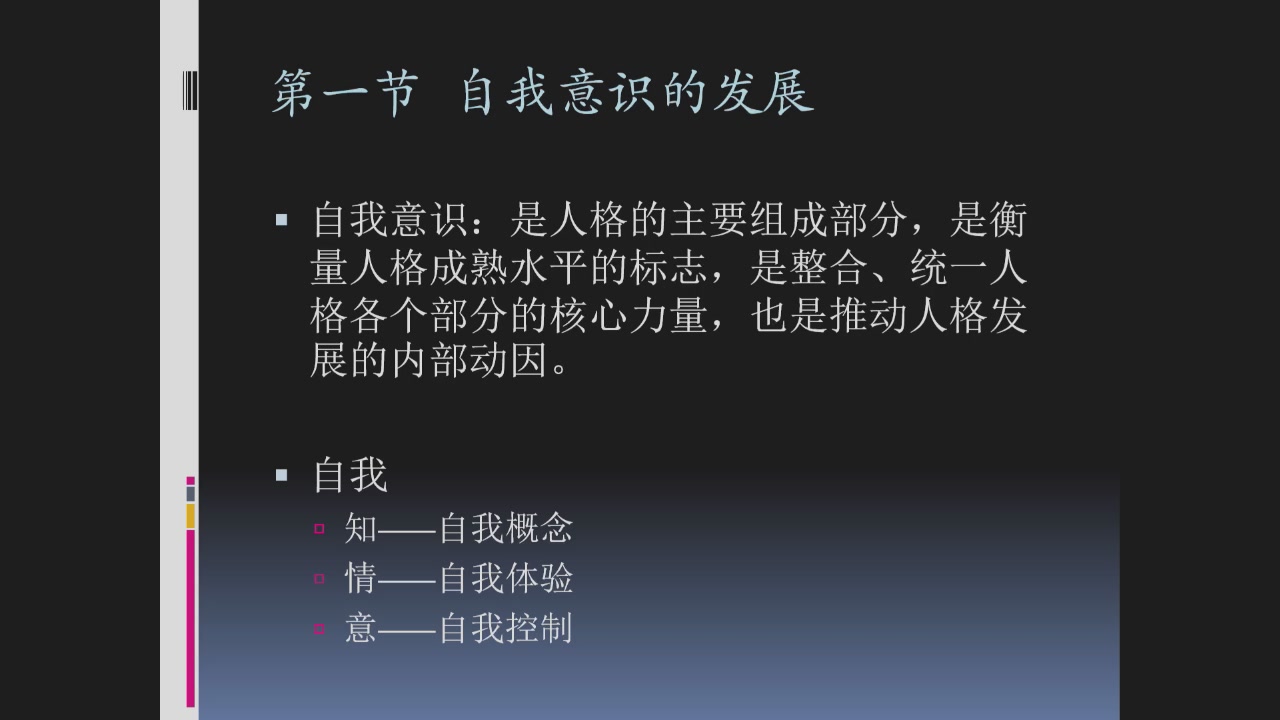 第一节 自我意识的发展
自我意识：是人格的主要组成部分，是衡
量人格成熟水平的标志，是整合、统一人
格各个部分的核心力量，也是推动人格发
展的内部动因。
自我
知——自我概念
情——自我体验
意——自我控制